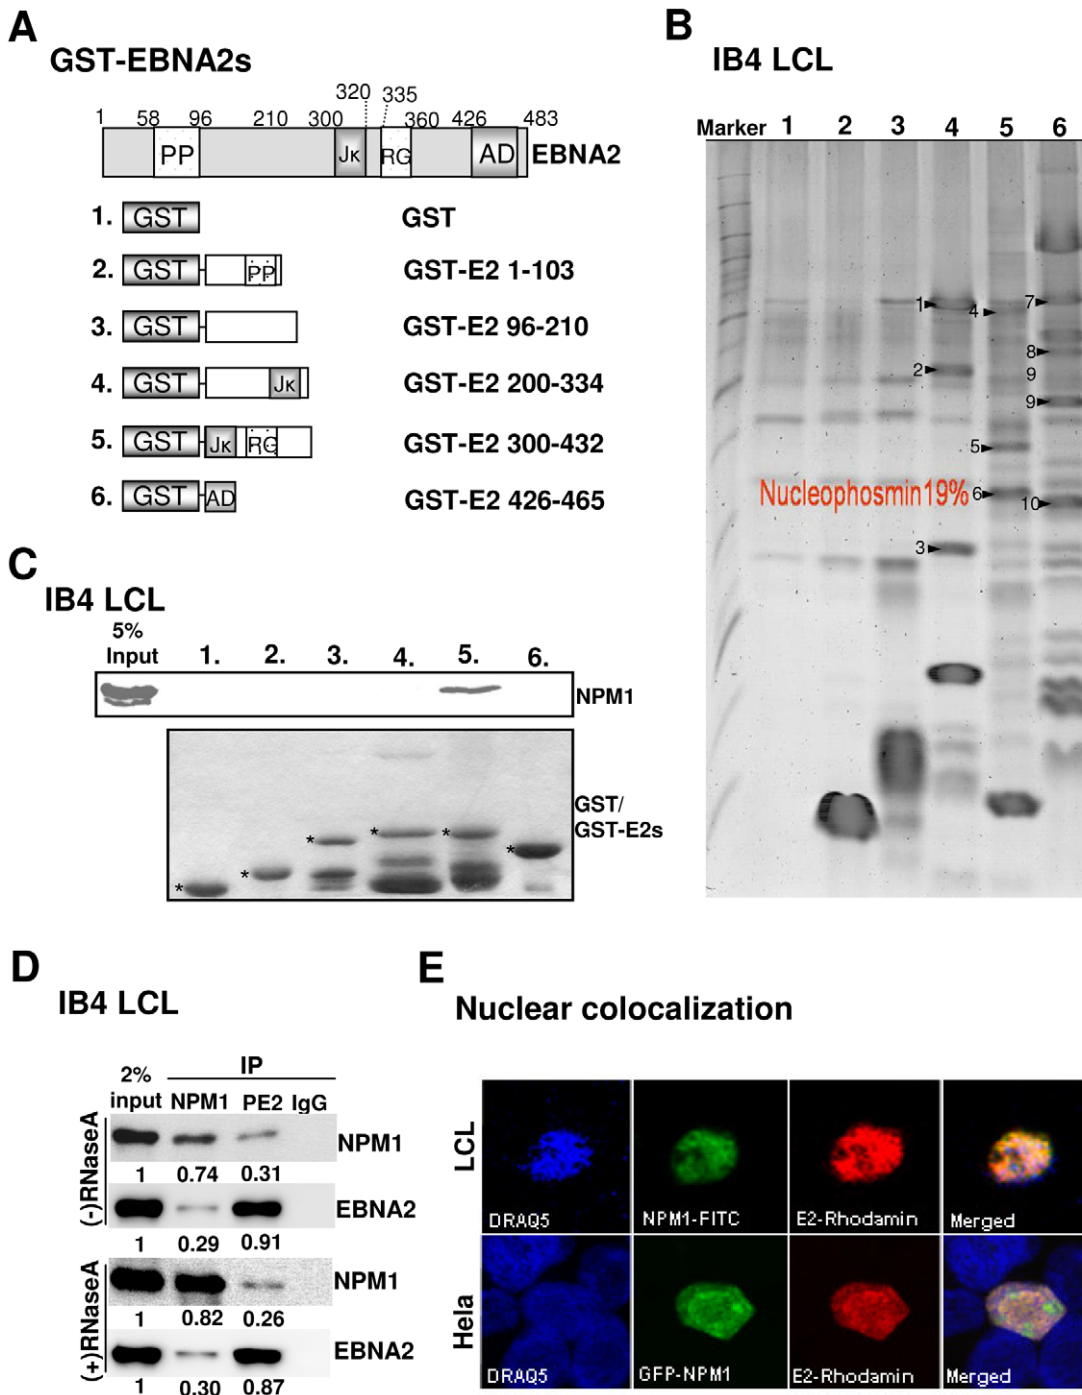 A
GST-EBNA2s
320 335
1 58 96 210 300 360 426 483
PP Jκ RG AD EBNA2
1. GST GST
2. GST PP GST-E2 1-103
3. GST GST-E2 96-210
4. GST Jκ GST-E2 200-334
5. GST Jκ RG GST-E2 300-432
6. GST AD GST-E2 426-465
B
IB4 LCL
Marker 1 2 3 4 5 6
1 4 7
8
2 9
9
5
Nucleophosmin19% 6 10
3
C
IB4 LCL
5%
Input 1. 2. 3. 4. 5. 6.
NPM1
GST/
GST-E2s
* * * * * *
D
IB4 LCL
2% IP
input NPM1 PE2 IgG
(-)RNaseA
NPM1
1 0.74 0.31
EBNA2
1 0.29 0.91
(+)RNaseA
NPM1
1 0.82 0.26
EBNA2
1 0.30 0.87
E
Nuclear colocalization
LCL
DRAQ5 NPM1-FITC E2-Rhodamin Merged
Hela
DRAQ5 GFP-NPM1 E2-Rhodamin Merged